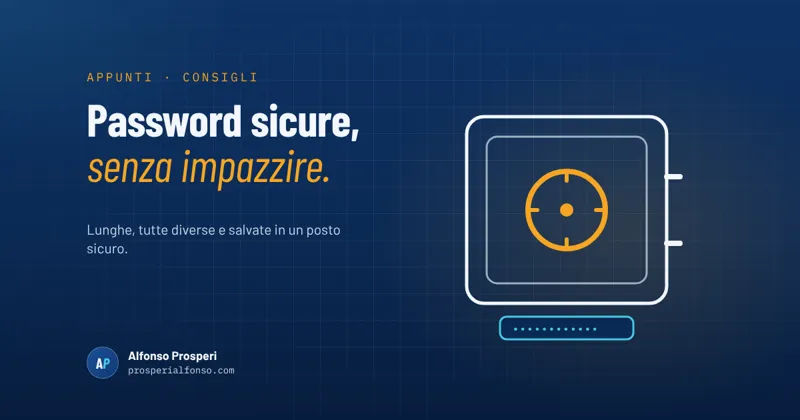 APPUNTI · CONSIGLI
Password sicure,
senza impazzire.
Lunghe, tutte diverse e salvate in un posto
sicuro.
AP
Alfonso Prosperi
prosperialfonso.com